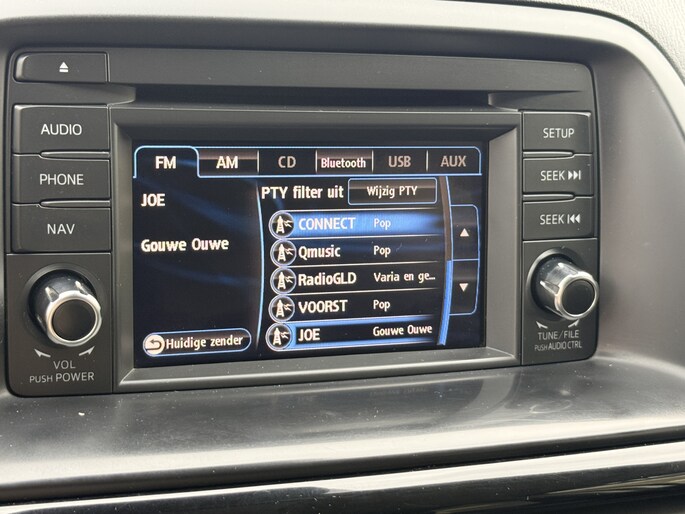 AUDIO
PHONE
NAV
VOL
PUSH POWER
FM AM CD Bluetooth USB AUX
JOE
Gouwe Ouwe
PTY filter uit Wijzig PTY
CONNECT Pop
Qmusic Pop
RadioGLD Varia en ge...
VOORST Pop
JOE Gouwe Ouwe
Huidige zender
SETUP
SEEK
SEEK
TUNE/FILE
PUSH AUDIO CTRL